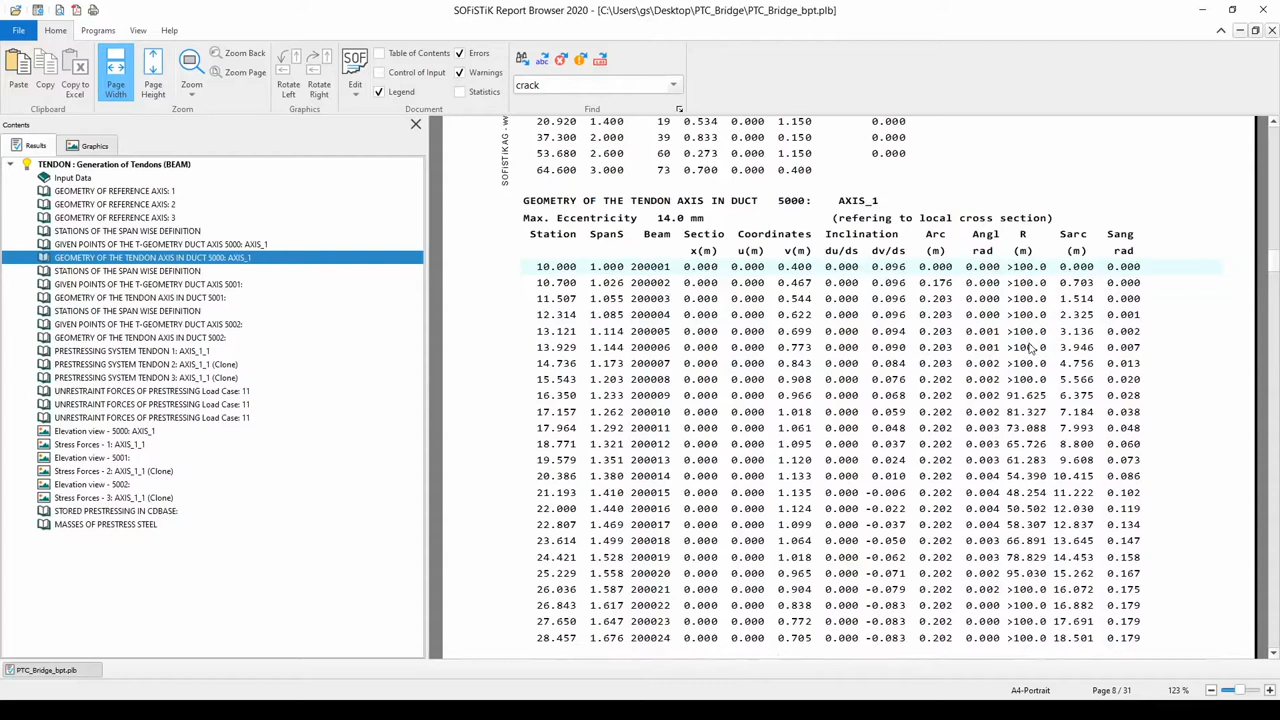 SOFiSTiK Report Browser 2020 - [C:\Users\gs\Desktop\PTC_Bridge\PTC_Bridge_bpt.plb]
File Home Programs View Help
Paste Copy Copy to Excel
Clipboard
Page Width Page Height Zoom Zoom Back Zoom Page
Zoom
Rotate Left Rotate Right
Graphics
SOF Edit Table of Contents Errors
Control of Input Warnings
Legend Statistics
Document
abc
crack
Find
Contents
Results Graphics
TENDON : Generation of Tendons (BEAM)
Input Data
GEOMETRY OF REFERENCE AXIS: 1
GEOMETRY OF REFERENCE AXIS: 2
GEOMETRY OF REFERENCE AXIS: 3
STATIONS OF THE SPAN WISE DEFINITION
GIVEN POINTS OF THE T-GEOMETRY DUCT AXIS 5000: AXIS_1
GEOMETRY OF THE TENDON AXIS IN DUCT 5000: AXIS_1
STATIONS OF THE SPAN WISE DEFINITION
GIVEN POINTS OF THE T-GEOMETRY DUCT AXIS 5001:
GEOMETRY OF THE TENDON AXIS IN DUCT 5001:
STATIONS OF THE SPAN WISE DEFINITION
GIVEN POINTS OF THE T-GEOMETRY DUCT AXIS 5002:
GEOMETRY OF THE TENDON AXIS IN DUCT 5002:
PRESTRESSING SYSTEM TENDON 1: AXIS_1_1
PRESTRESSING SYSTEM TENDON 2: AXIS_1_1 (Clone)
PRESTRESSING SYSTEM TENDON 3: AXIS_1_1 (Clone)
UNRESTRAINT FORCES OF PRESTRESSING Load Case: 11
UNRESTRAINT FORCES OF PRESTRESSING Load Case: 11
UNRESTRAINT FORCES OF PRESTRESSING Load Case: 11
Elevation view - 5000: AXIS_1
Stress Forces - 1: AXIS_1_1
Elevation view - 5001:
Stress Forces - 2: AXIS_1_1 (Clone)
Elevation view - 5002:
Stress Forces - 3: AXIS_1_1 (Clone)
STORED PRESTRESSING IN CDBASE:
MASSES OF PRESTRESS STEEL
SOFiSTiK AG - w
20.920 1.400 19 0.534 0.000 1.150 0.000
37.300 2.000 39 0.833 0.000 0.150 0.000
53.680 2.600 60 0.273 0.000 1.150 0.000
64.600 3.000 73 0.700 0.000 0.400
GEOMETRY OF THE TENDON AXIS IN DUCT 5000: AXIS_1
Max. Eccentricity 14.0 mm (refering to local cross section)
Station SpanS Beam Sectio Coordinates Inclination Arc Angl R Sarc Sang
x(m) u(m) v(m) du/ds dv/ds (m) rad (m) (m) rad
10.000 1.000 200001 0.000 0.000 0.400 0.000 0.096 0.000 0.000 >100.0 0.000 0.000
10.700 1.026 200002 0.000 0.000 0.467 0.000 0.096 0.176 0.000 >100.0 0.703 0.000
11.507 1.055 200003 0.000 0.000 0.544 0.000 0.096 0.203 0.000 >100.0 1.514 0.000
12.314 1.085 200004 0.000 0.000 0.622 0.000 0.096 0.203 0.000 >100.0 2.325 0.001
13.121 1.114 200005 0.000 0.000 0.699 0.000 0.094 0.203 0.001 >100.0 3.136 0.002
13.929 1.144 200006 0.000 0.000 0.773 0.000 0.090 0.203 0.001 >100.0 3.946 0.007
14.736 1.173 200007 0.000 0.000 0.843 0.000 0.084 0.203 0.002 >100.0 4.756 0.013
15.543 1.203 200008 0.000 0.000 0.908 0.000 0.076 0.202 0.002 >100.0 5.566 0.020
16.350 1.233 200009 0.000 0.000 0.966 0.000 0.068 0.202 0.002 91.625 6.375 0.028
17.157 1.262 200010 0.000 0.000 1.018 0.000 0.059 0.202 0.002 81.327 7.184 0.038
17.964 1.292 200011 0.000 0.000 1.061 0.000 0.048 0.202 0.003 73.088 7.993 0.048
18.771 1.321 200012 0.000 0.000 1.095 0.000 0.037 0.202 0.003 65.726 8.800 0.060
19.579 1.351 200013 0.000 0.000 1.120 0.000 0.024 0.202 0.003 61.283 9.608 0.073
20.386 1.380 200014 0.000 0.000 1.133 0.000 0.010 0.202 0.004 54.390 10.415 0.086
21.193 1.410 200015 0.000 0.000 1.135 0.000 -0.006 0.202 0.004 48.254 11.222 0.102
22.000 1.440 200016 0.000 0.000 1.124 0.000 -0.022 0.202 0.004 50.502 12.030 0.119
22.807 1.469 200017 0.000 0.000 1.099 0.000 -0.037 0.202 0.003 58.307 12.837 0.134
23.614 1.499 200018 0.000 0.000 1.064 0.000 -0.050 0.202 0.003 66.891 13.645 0.147
24.421 1.528 200019 0.000 0.000 1.018 0.000 -0.062 0.202 0.003 78.829 14.453 0.158
25.229 1.558 200020 0.000 0.000 0.965 0.000 -0.071 0.202 0.002 95.030 15.262 0.167
26.036 1.587 200021 0.000 0.000 0.904 0.000 -0.079 0.202 0.001 >100.0 16.072 0.175
26.843 1.617 200022 0.000 0.000 0.838 0.000 -0.083 0.202 0.000 >100.0 16.882 0.179
27.650 1.647 200023 0.000 0.000 0.772 0.000 -0.083 0.202 0.000 >100.0 17.691 0.179
28.457 1.676 200024 0.000 0.000 0.705 0.000 -0.083 0.202 0.000 >100.0 18.501 0.179
PTC_Bridge_bpt.plb
A4-Portrait Page 8 / 31 123 %